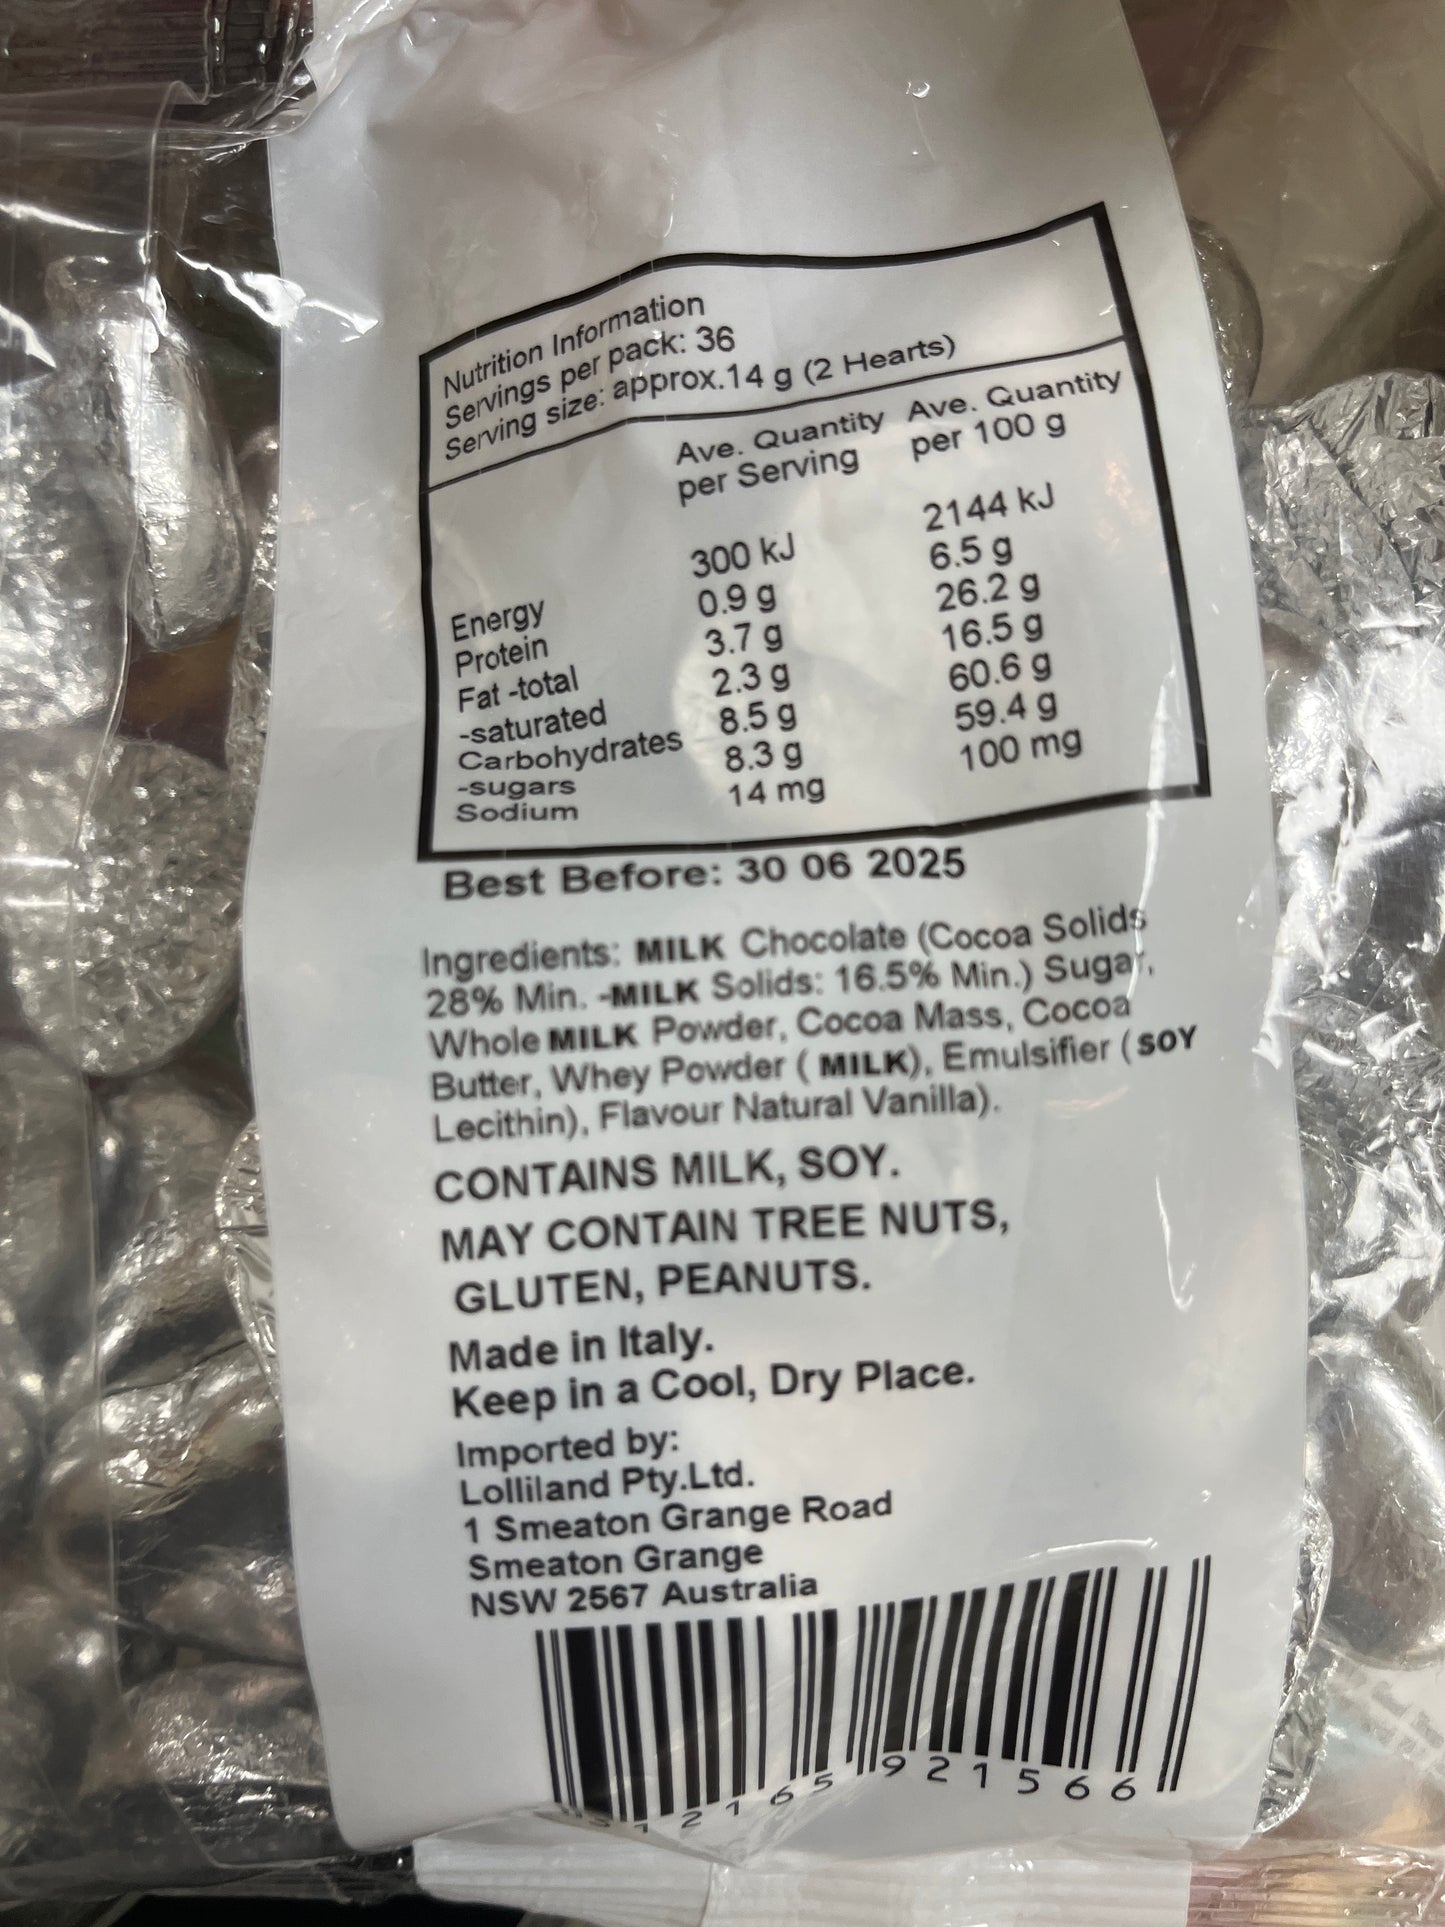 Nutrition Information
Servings per pack: 36
Serving size: approx.14 g (2 Hearts)
Ave. Quantity per Serving Ave. Quantity per 100 g
Energy 300 kJ 2144 kJ
Protein 0.9 g 6.5 g
Fat -total 3.7 g 26.2 g
-saturated 2.3 g 16.5 g
Carbohydrates 8.5 g 60.6 g
-sugars 8.3 g 59.4 g
Sodium 14 mg 100 mg
Best Before: 30 06 2025
Ingredients: MILK Chocolate (Cocoa Solids
28% Min. -MILK Solids: 16.5% Min.) Sugar,
Whole MILK Powder, Cocoa Mass, Cocoa
Butter, Whey Powder ( MILK), Emulsifier (SOY
Lecithin), Flavour Natural Vanilla).
CONTAINS MILK, SOY.
MAY CONTAIN TREE NUTS,
GLUTEN, PEANUTS.
Made in Italy.
Keep in a Cool, Dry Place.
Imported by:
Lolliland Pty.Ltd.
1 Smeaton Grange Road
Smeaton Grange
NSW 2567 Australia
2165921566